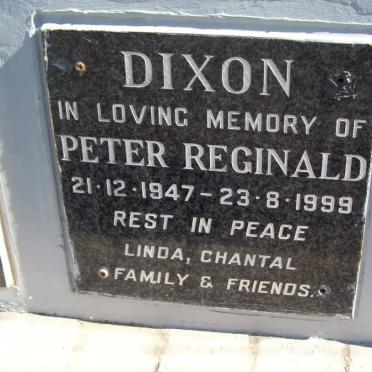 DIXON
IN LOVING MEMORY OF
PETER REGINALD
21·12·1947 – 23·8·1999
REST IN PEACE
LINDA, CHANTAL
FAMILY & FRIENDS.